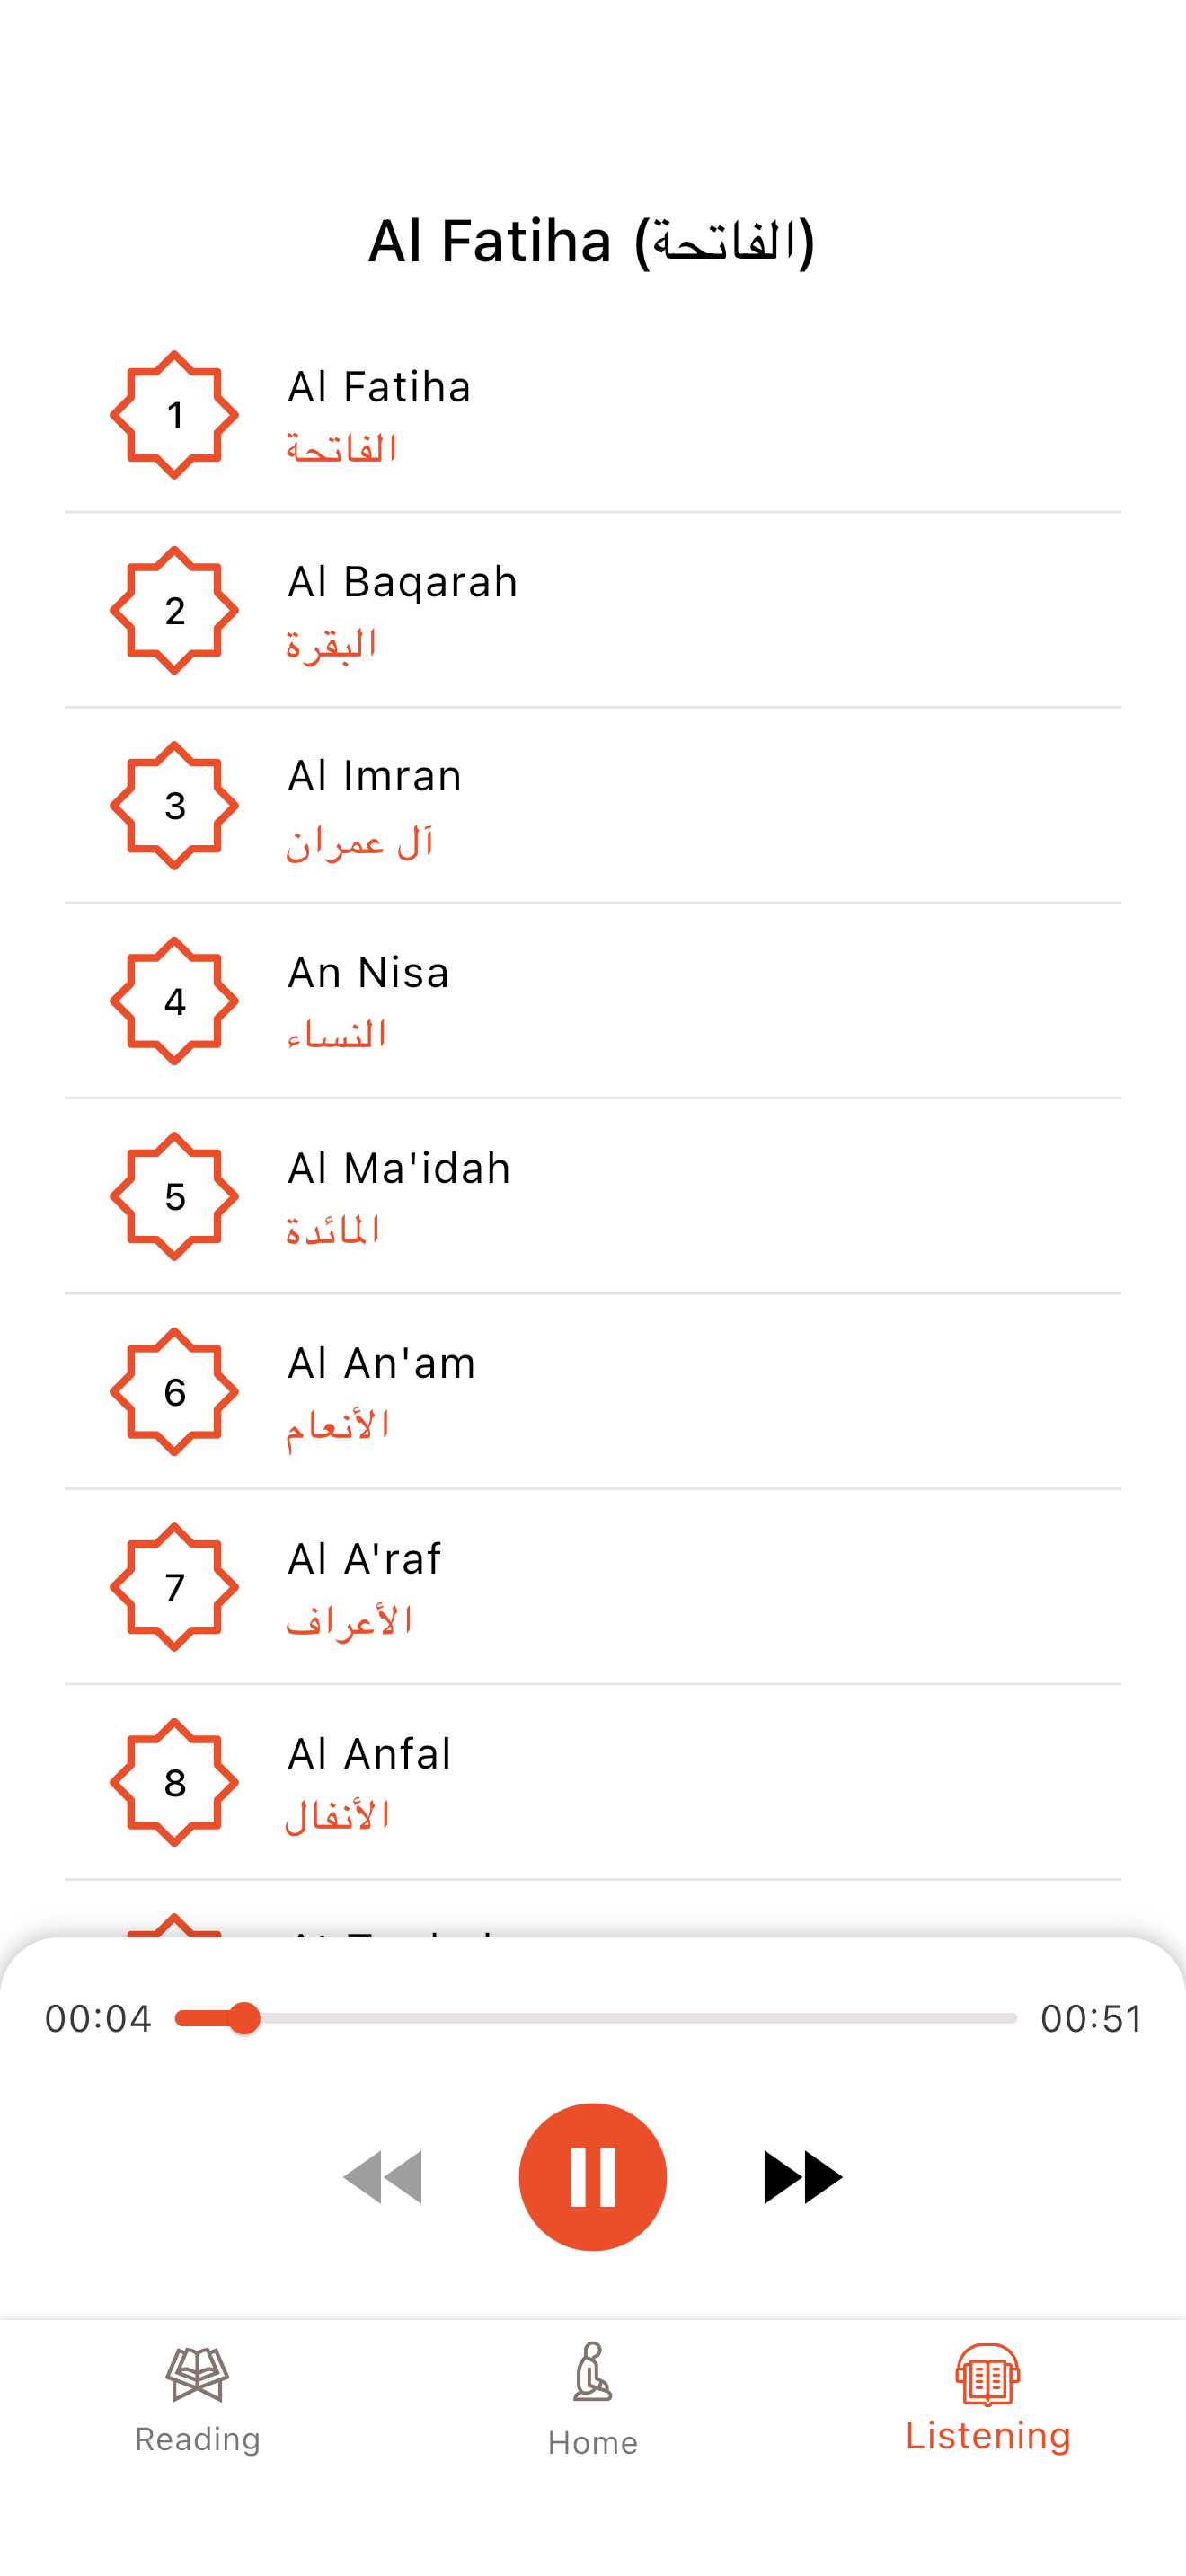 Al Fatiha (الفاتحة)
1
Al Fatiha
الفاتحة
2
Al Baqarah
البقرة
3
Al Imran
آل عمران
4
An Nisa
النساء
5
Al Ma'idah
المائدة
6
Al An'am
الأنعام
7
Al A'raf
الأعراف
8
Al Anfal
الأنفال
00:04
00:51
Reading
Home
Listening